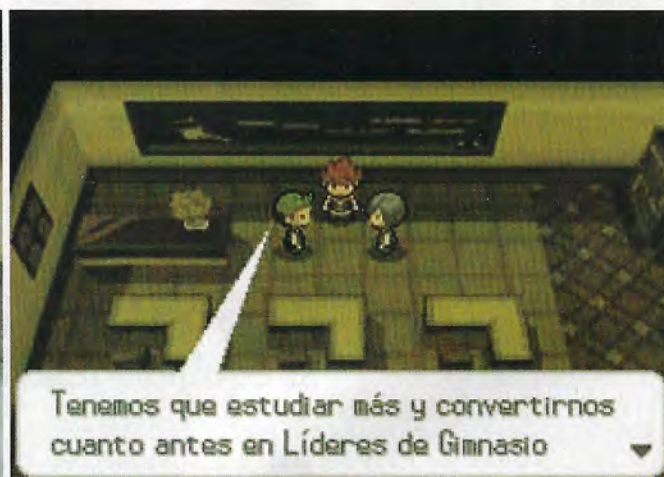 Tenemos que estudiar más y convertirnos
cuanto antes en Líderes de Gimnasio